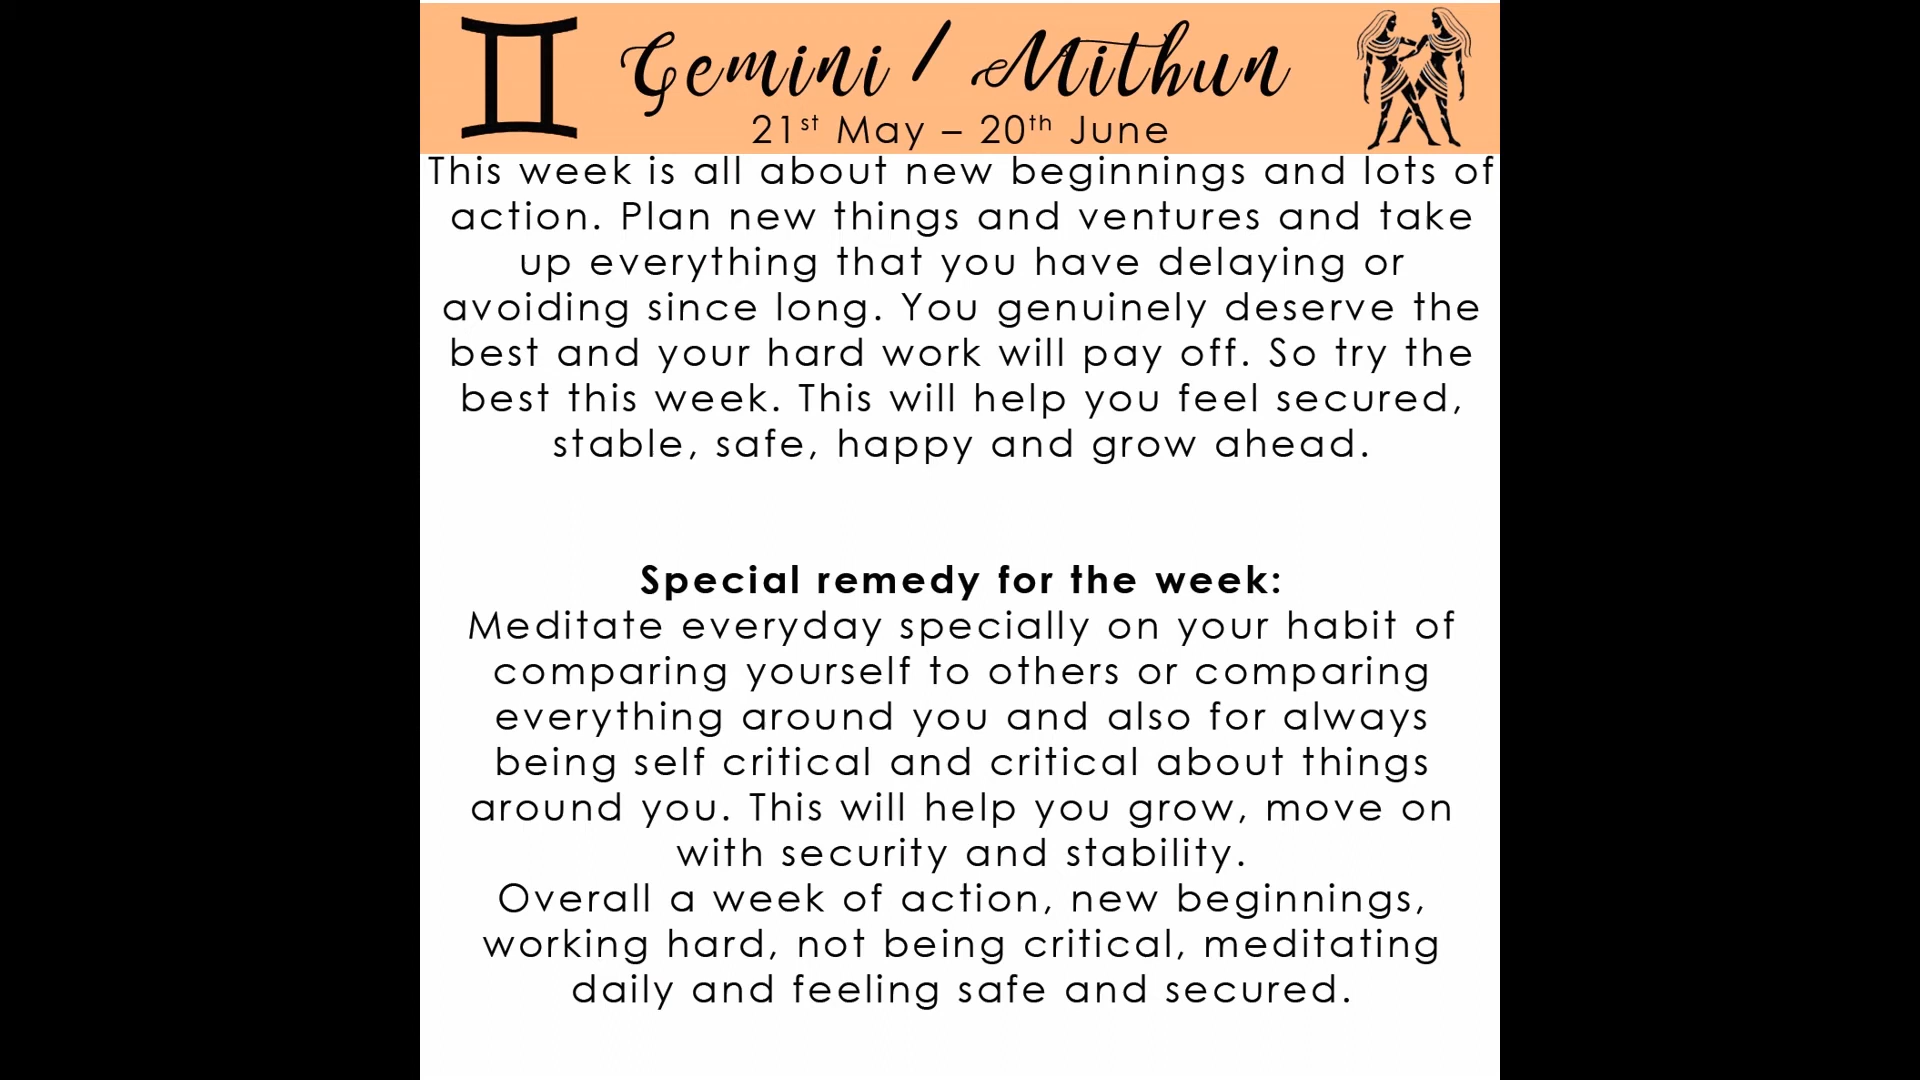 Gemini / Mithun
21st May – 20th June
This week is all about new beginnings and lots of
action. Plan new things and ventures and take
up everything that you have delaying or
avoiding since long. You genuinely deserve the
best and your hard work will pay off. So try the
best this week. This will help you feel secured,
stable, safe, happy and grow ahead.
Special remedy for the week:
Meditate everyday specially on your habit of
comparing yourself to others or comparing
everything around you and also for always
being self critical and critical about things
around you. This will help you grow, move on
with security and stability.
Overall a week of action, new beginnings,
working hard, not being critical, meditating
daily and feeling safe and secured.